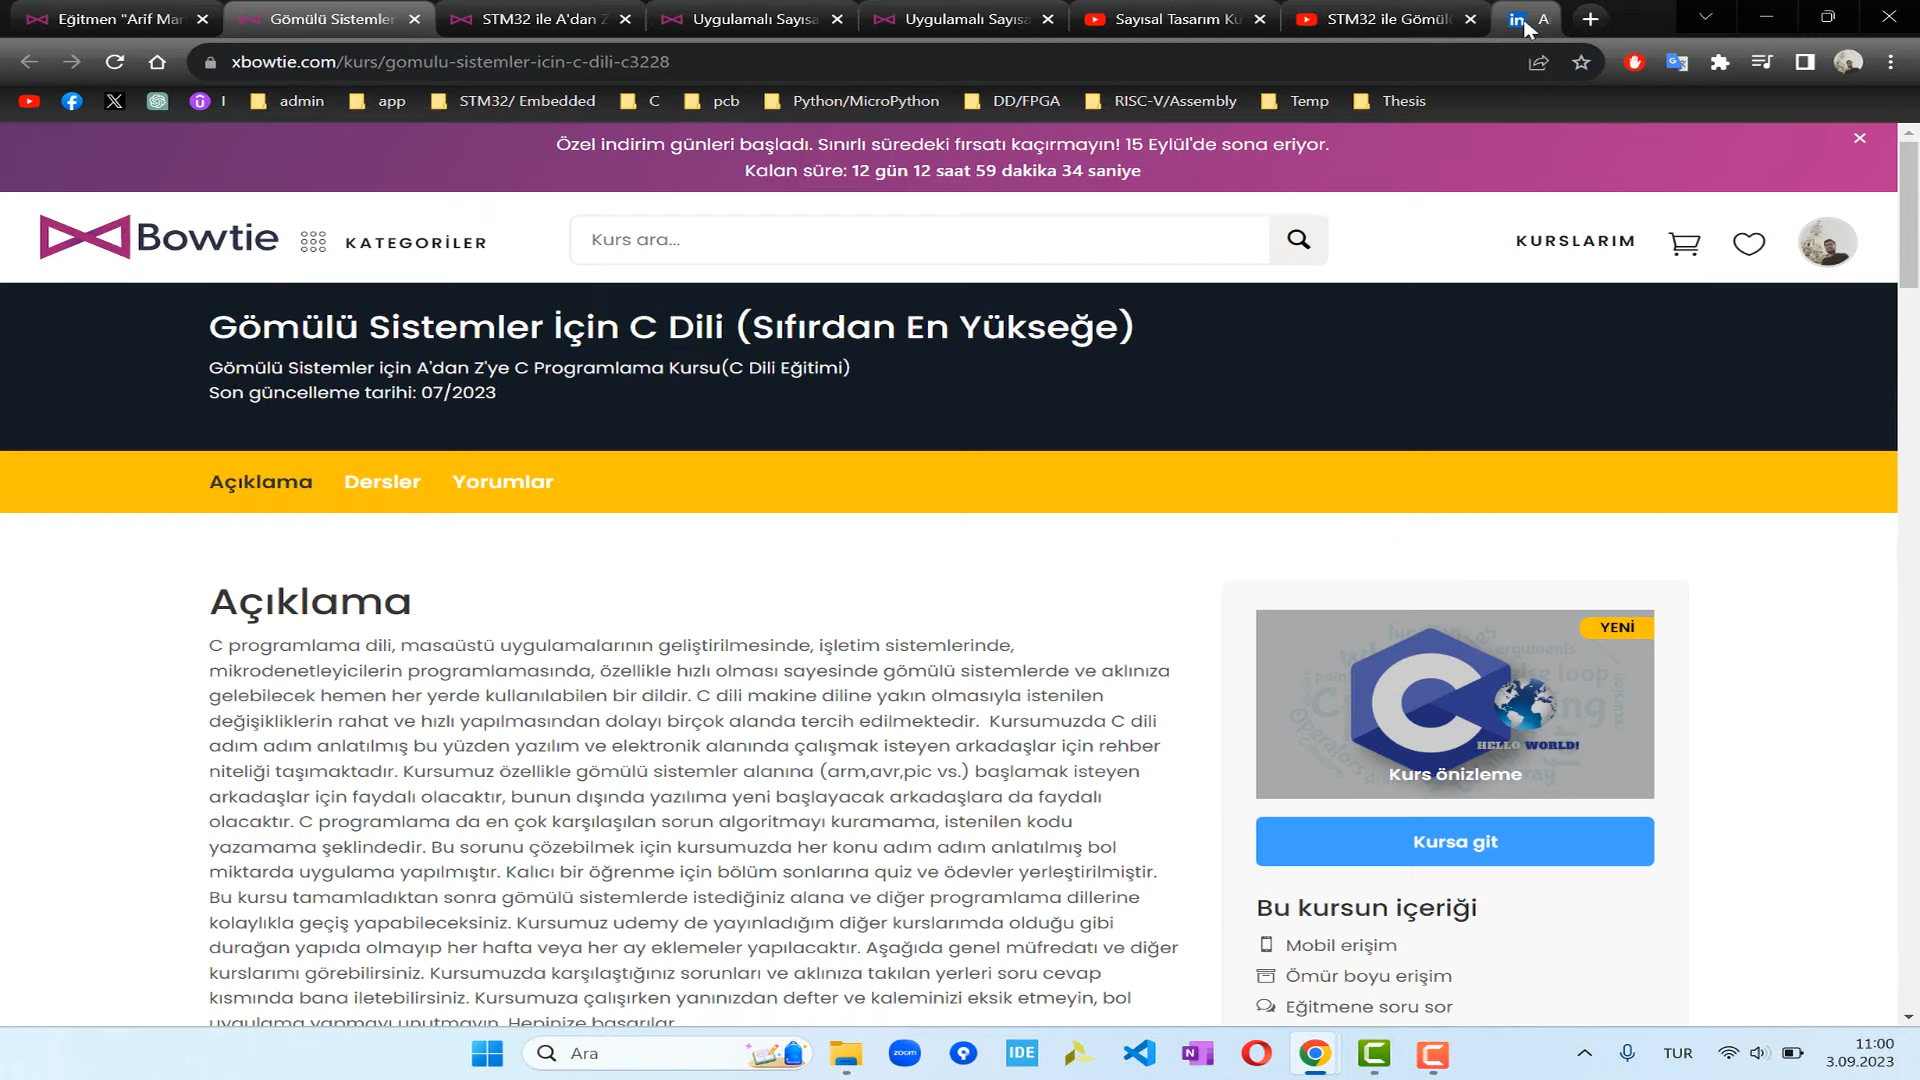 Eğitmen "Arif Mar
Gömülü Sistemler
STM32 ile A'dan Z
Uygulamalı Sayısa
Uygulamalı Sayısa
Sayısal Tasarım Ku
STM32 ile Gömül
in A
xbowtie.com/kurs/gomulu-sistemler-icin-c-dili-c3228
I
admin
app
STM32/ Embedded
C
pcb
Python/MicroPython
DD/FPGA
RISC-V/Assembly
Temp
Thesis
Özel indirim günleri başladı. Sınırlı süredeki fırsatı kaçırmayın! 15 Eylül'de sona eriyor.
Kalan süre: 12 gün 12 saat 59 dakika 34 saniye
Bowtie
KATEGORİLER
Kurs ara...
KURSLARIM
Gömülü Sistemler İçin C Dili (Sıfırdan En Yükseğe)
Gömülü Sistemler için A'dan Z'ye C Programlama Kursu(C Dili Eğitimi)
Son güncelleme tarihi: 07/2023
Açıklama Dersler Yorumlar
Açıklama
C programlama dili, masaüstü uygulamalarının geliştirilmesinde, işletim sistemlerinde,
mikrodenetleyicilerin programlamasında, özellikle hızlı olması sayesinde gömülü sistemlerde ve aklınıza
gelebilecek hemen her yerde kullanılabilen bir dildir. C dili makine diline yakın olmasıyla istenilen
değişikliklerin rahat ve hızlı yapılmasından dolayı birçok alanda tercih edilmektedir. Kursumuzda C dili
adım adım anlatılmış bu yüzden yazılım ve elektronik alanında çalışmak isteyen arkadaşlar için rehber
niteliği taşımaktadır. Kursumuz özellikle gömülü sistemler alanına (arm,avr,pic vs.) başlamak isteyen
arkadaşlar için faydalı olacaktır, bunun dışında yazılıma yeni başlayacak arkadaşlara da faydalı
olacaktır. C programlama da en çok karşılaşılan sorun algoritmayı kuramama, istenilen kodu
yazamama şeklindedir. Bu sorunu çözebilmek için kursumuzda her konu adım adım anlatılmış bol
miktarda uygulama yapılmıştır. Kalıcı bir öğrenme için bölüm sonlarına quiz ve ödevler yerleştirilmiştir.
Bu kursu tamamladıktan sonra gömülü sistemlerde istediğiniz alana ve diğer programlama dillerine
kolaylıkla geçiş yapabileceksiniz. Kursumuz udemy de yayınladığım diğer kurslarımda olduğu gibi
durağan yapıda olmayıp her hafta veya her ay eklemeler yapılacaktır. Aşağıda genel müfredatı ve diğer
kurslarımı görebilirsiniz. Kursumuzda karşılaştığınız sorunları ve aklınıza takılan yerleri soru cevap
kısmında bana iletebilirsiniz. Kursumuza çalışırken yanınızdan defter ve kaleminizi eksik etmeyin, bol
uygulama yapmayı unutmayın. Hepinize başarılar
YENİ
C
HELLO WORLD!
Kurs önizleme
Kursa git
Bu kursun içeriği
Mobil erişim
Ömür boyu erişim
Eğitmene soru sor
Ara
zoom
IDE
TUR
11:00
3.09.2023